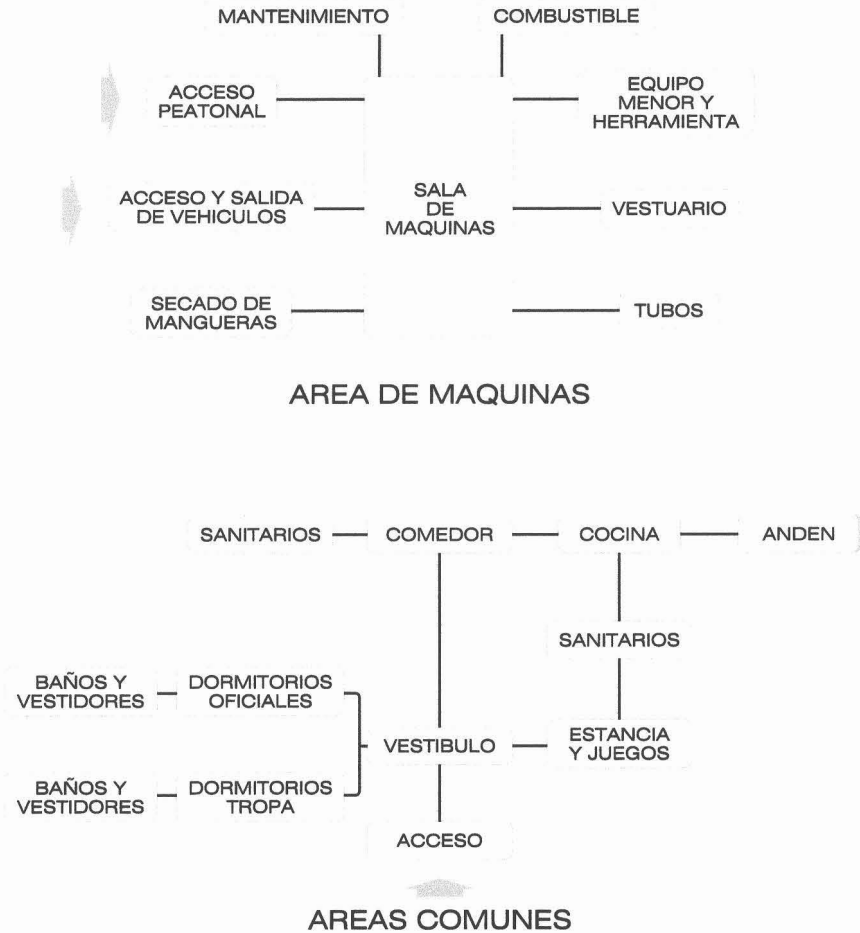 MANTENIMIENTO
COMBUSTIBLE
ACCESO
PEATONAL
EQUIPO
MENOR Y
HERRAMIENTA
ACCESO Y SALIDA
DE VEHICULOS
SALA
DE
MAQUINAS
VESTUARIO
SECADO DE
MANGUERAS
TUBOS
AREA DE MAQUINAS
SANITARIOS
COMEDOR
COCINA
ANDEN
SANITARIOS
BAÑOS Y
VESTIDORES
DORMITORIOS
OFICIALES
VESTIBULO
ESTANCIA
Y JUEGOS
BAÑOS Y
VESTIDORES
DORMITORIOS
TROPA
ACCESO
AREAS COMUNES